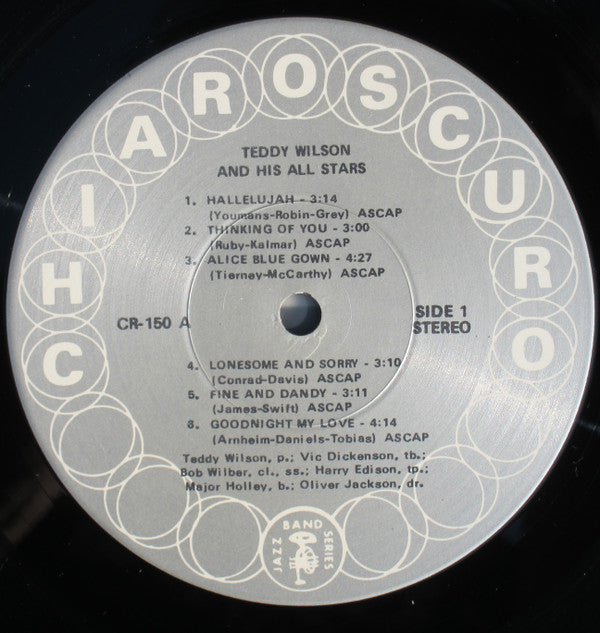 CHIAROSCURO
TEDDY WILSON
AND HIS ALL STARS
1. HALLELUJAH - 3:14
(Youmans-Robin-Grey) ASCAP
2. THINKING OF YOU - 3:00
(Ruby-Kalmar) ASCAP
3. ALICE BLUE GOWN - 4:27
(Tierney-McCarthy) ASCAP
CR-150 A
SIDE 1
STEREO
4. LONESOME AND SORRY - 3:10
(Conrad-Davis) ASCAP
5. FINE AND DANDY - 3:11
(James-Swift) ASCAP
8. GOODNIGHT MY LOVE - 4:14
(Arnheim-Daniels-Tobias) ASCAP
Teddy Wilson, p.; Vic Dickenson, tb.;
Bob Wilber, cl., ss.; Harry Edison, tp.;
Major Holley, b.; Oliver Jackson, dr.
JAZZ BAND SERIES